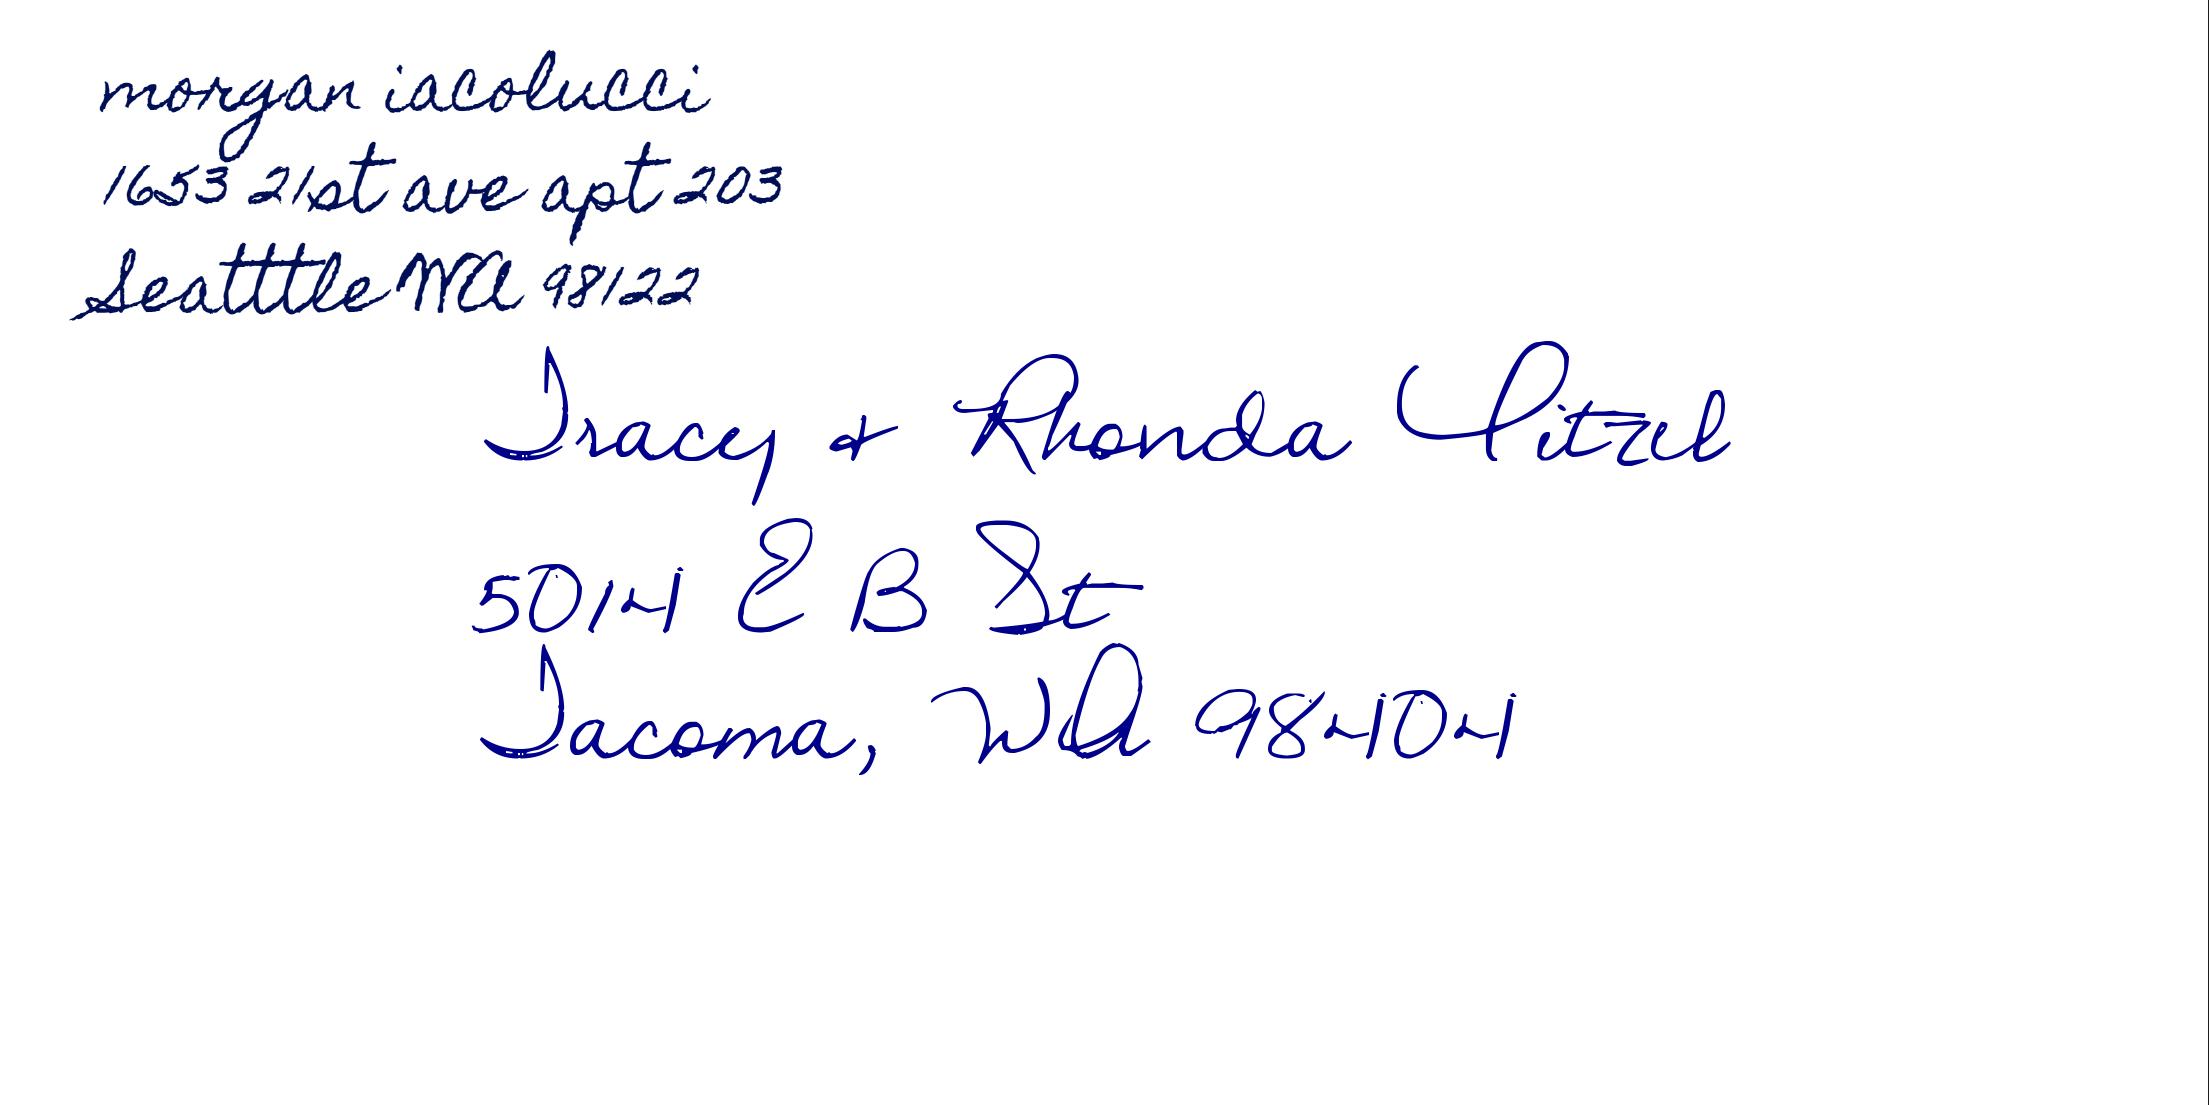 morgan iacolucci
1653 21st ave apt 203
Seatttle WA 98122
Tracy & Rhonda Pitzel
5014 E B St
Tacoma, WA 98404